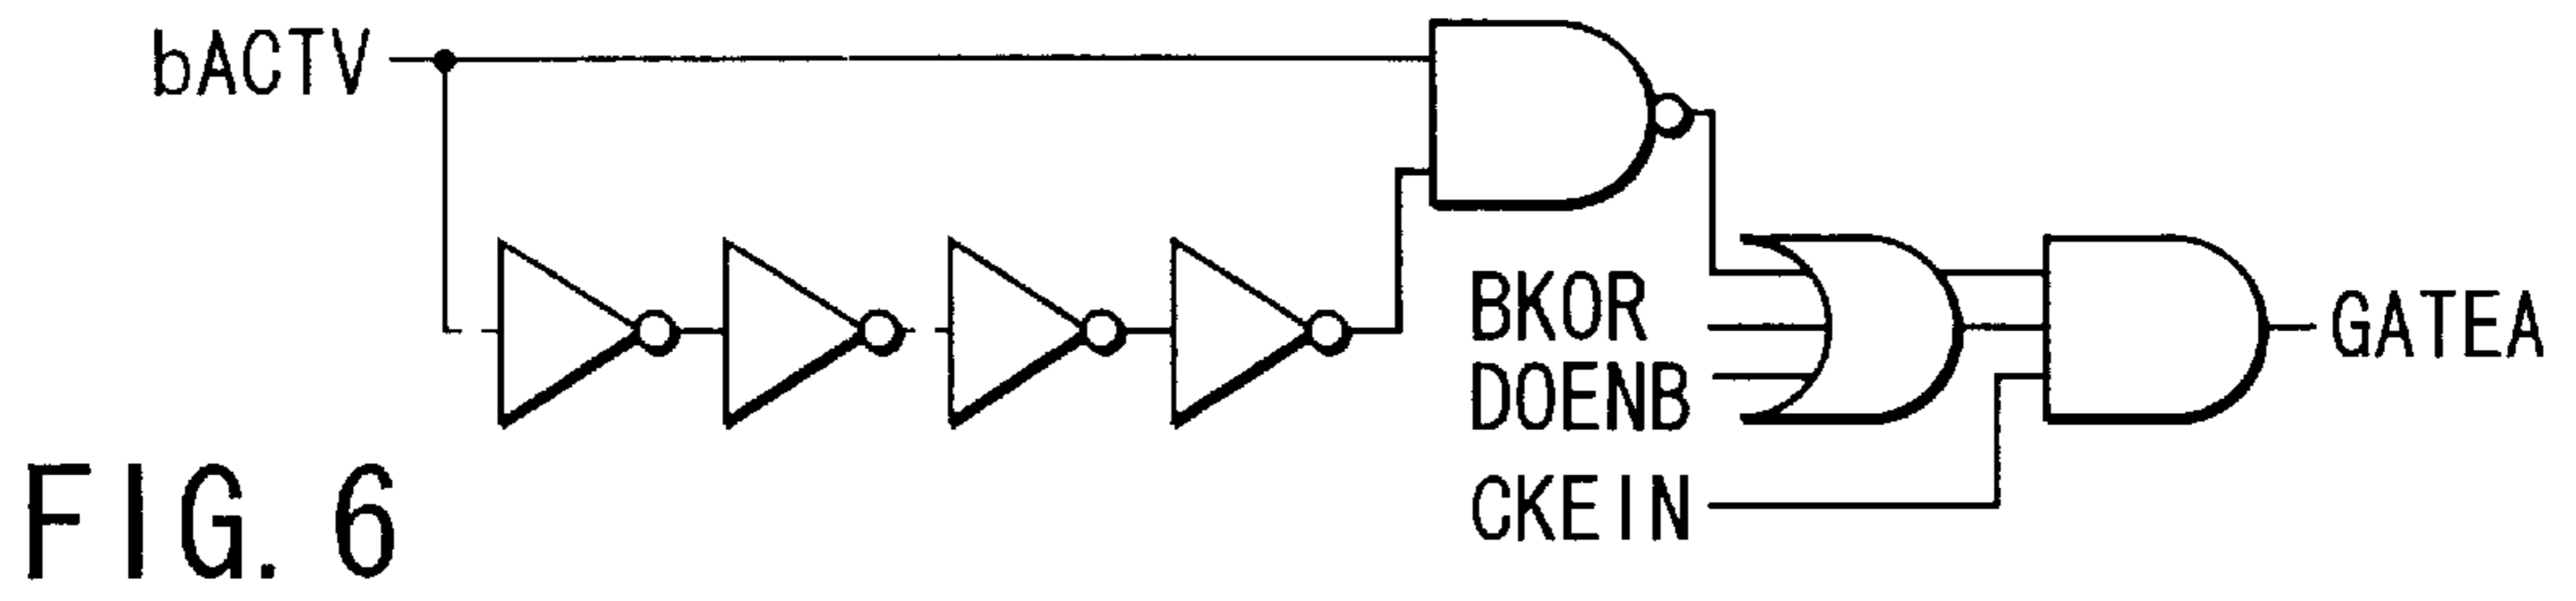 bACTV
BKOR
DOENB
CKEIN
GATEA
FIG. 6